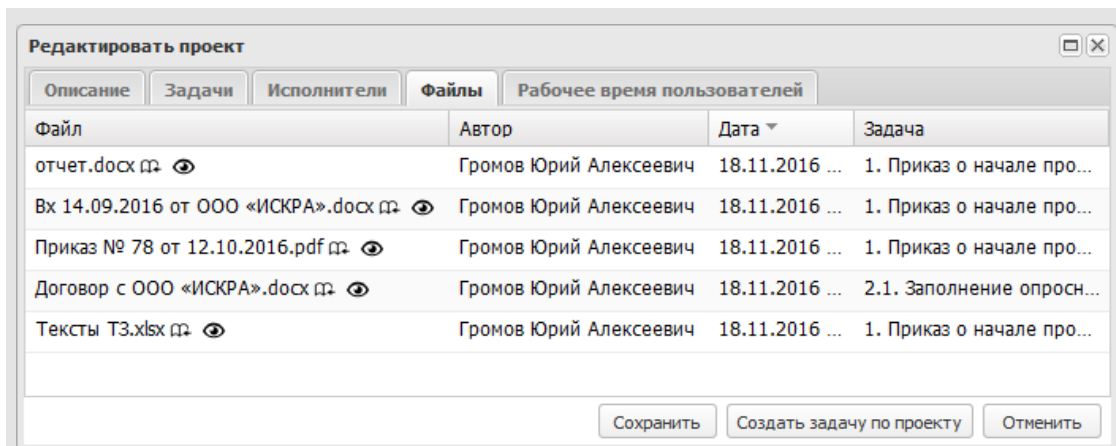 Редактировать проект
Описание Задачи Исполнители Файлы Рабочее время пользователей
Файл Автор Дата Задача
отчет.docx Громов Юрий Алексеевич 18.11.2016 ... 1. Приказ о начале про...
Вх 14.09.2016 от ООО «ИСКРА».docx Громов Юрий Алексеевич 18.11.2016 ... 1. Приказ о начале про...
Приказ № 78 от 12.10.2016.pdf Громов Юрий Алексеевич 18.11.2016 ... 1. Приказ о начале про...
Договор с ООО «ИСКРА».docx Громов Юрий Алексеевич 18.11.2016 ... 2.1. Заполнение опросн...
Тексты ТЗ.xlsx Громов Юрий Алексеевич 18.11.2016 ... 1. Приказ о начале про...
Сохранить Создать задачу по проекту Отменить